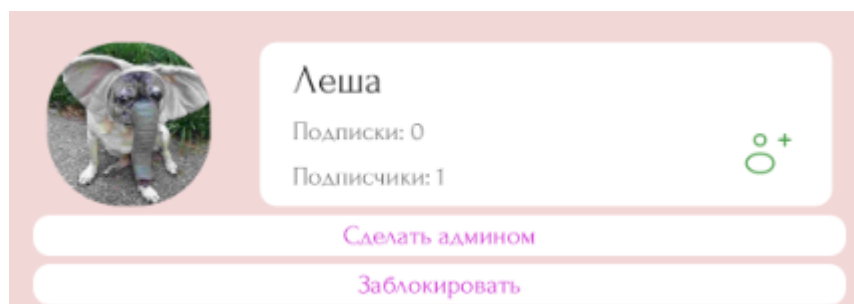 Леша
Подписки: 0
Подписчики: 1
Сделать админом
Заблокировать